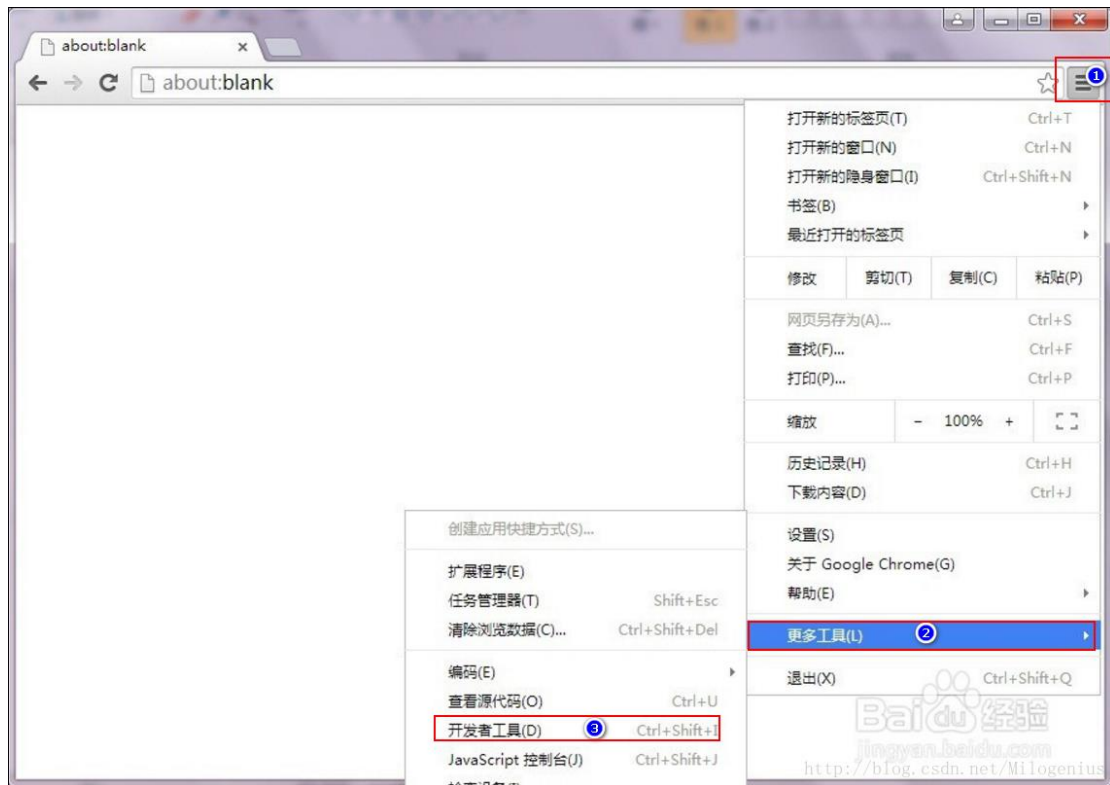 about:blank
about:blank
1
打开新的标签页(T) Ctrl+T
打开新的窗口(N) Ctrl+N
打开新的隐身窗口(I) Ctrl+Shift+N
书签(B)
最近打开的标签页
修改 剪切(T) 复制(C) 粘贴(P)
网页另存为(A)... Ctrl+S
查找(F)... Ctrl+F
打印(P)... Ctrl+P
缩放 - 100% +
历史记录(H) Ctrl+H
下载内容(D) Ctrl+J
设置(S)
关于 Google Chrome(G)
帮助(E)
更多工具(L) 2
退出(X) Ctrl+Shift+Q
创建应用快捷方式(S)...
扩展程序(E)
任务管理器(T) Shift+Esc
清除浏览数据(C)... Ctrl+Shift+Del
编码(E)
查看源代码(O) Ctrl+U
开发者工具(D) 3 Ctrl+Shift+I
JavaScript 控制台(J) Ctrl+Shift+J
Baidu 经验
jingyan.baidu.com
http://blog.csdn.net/Milogenius